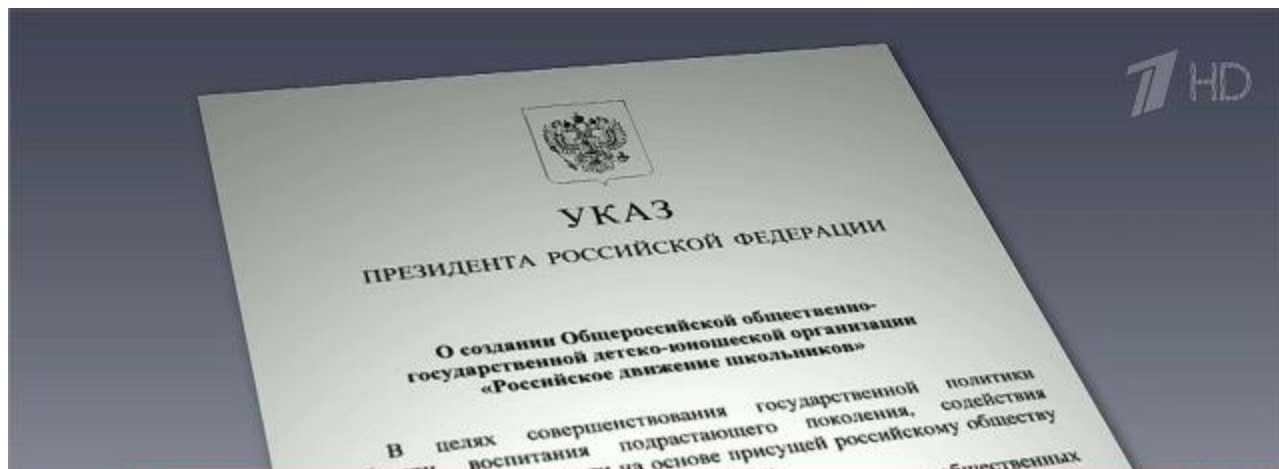 HD
УКАЗ
ПРЕЗИДЕНТА РОССИЙСКОЙ ФЕДЕРАЦИИ
О создании Общероссийской общественно-
государственной детско-юношеской организации
«Российское движение школьников»
В целях совершенствования государственной политики
воспитания подрастающего поколения, содействия
на основе присущей российскому обществу